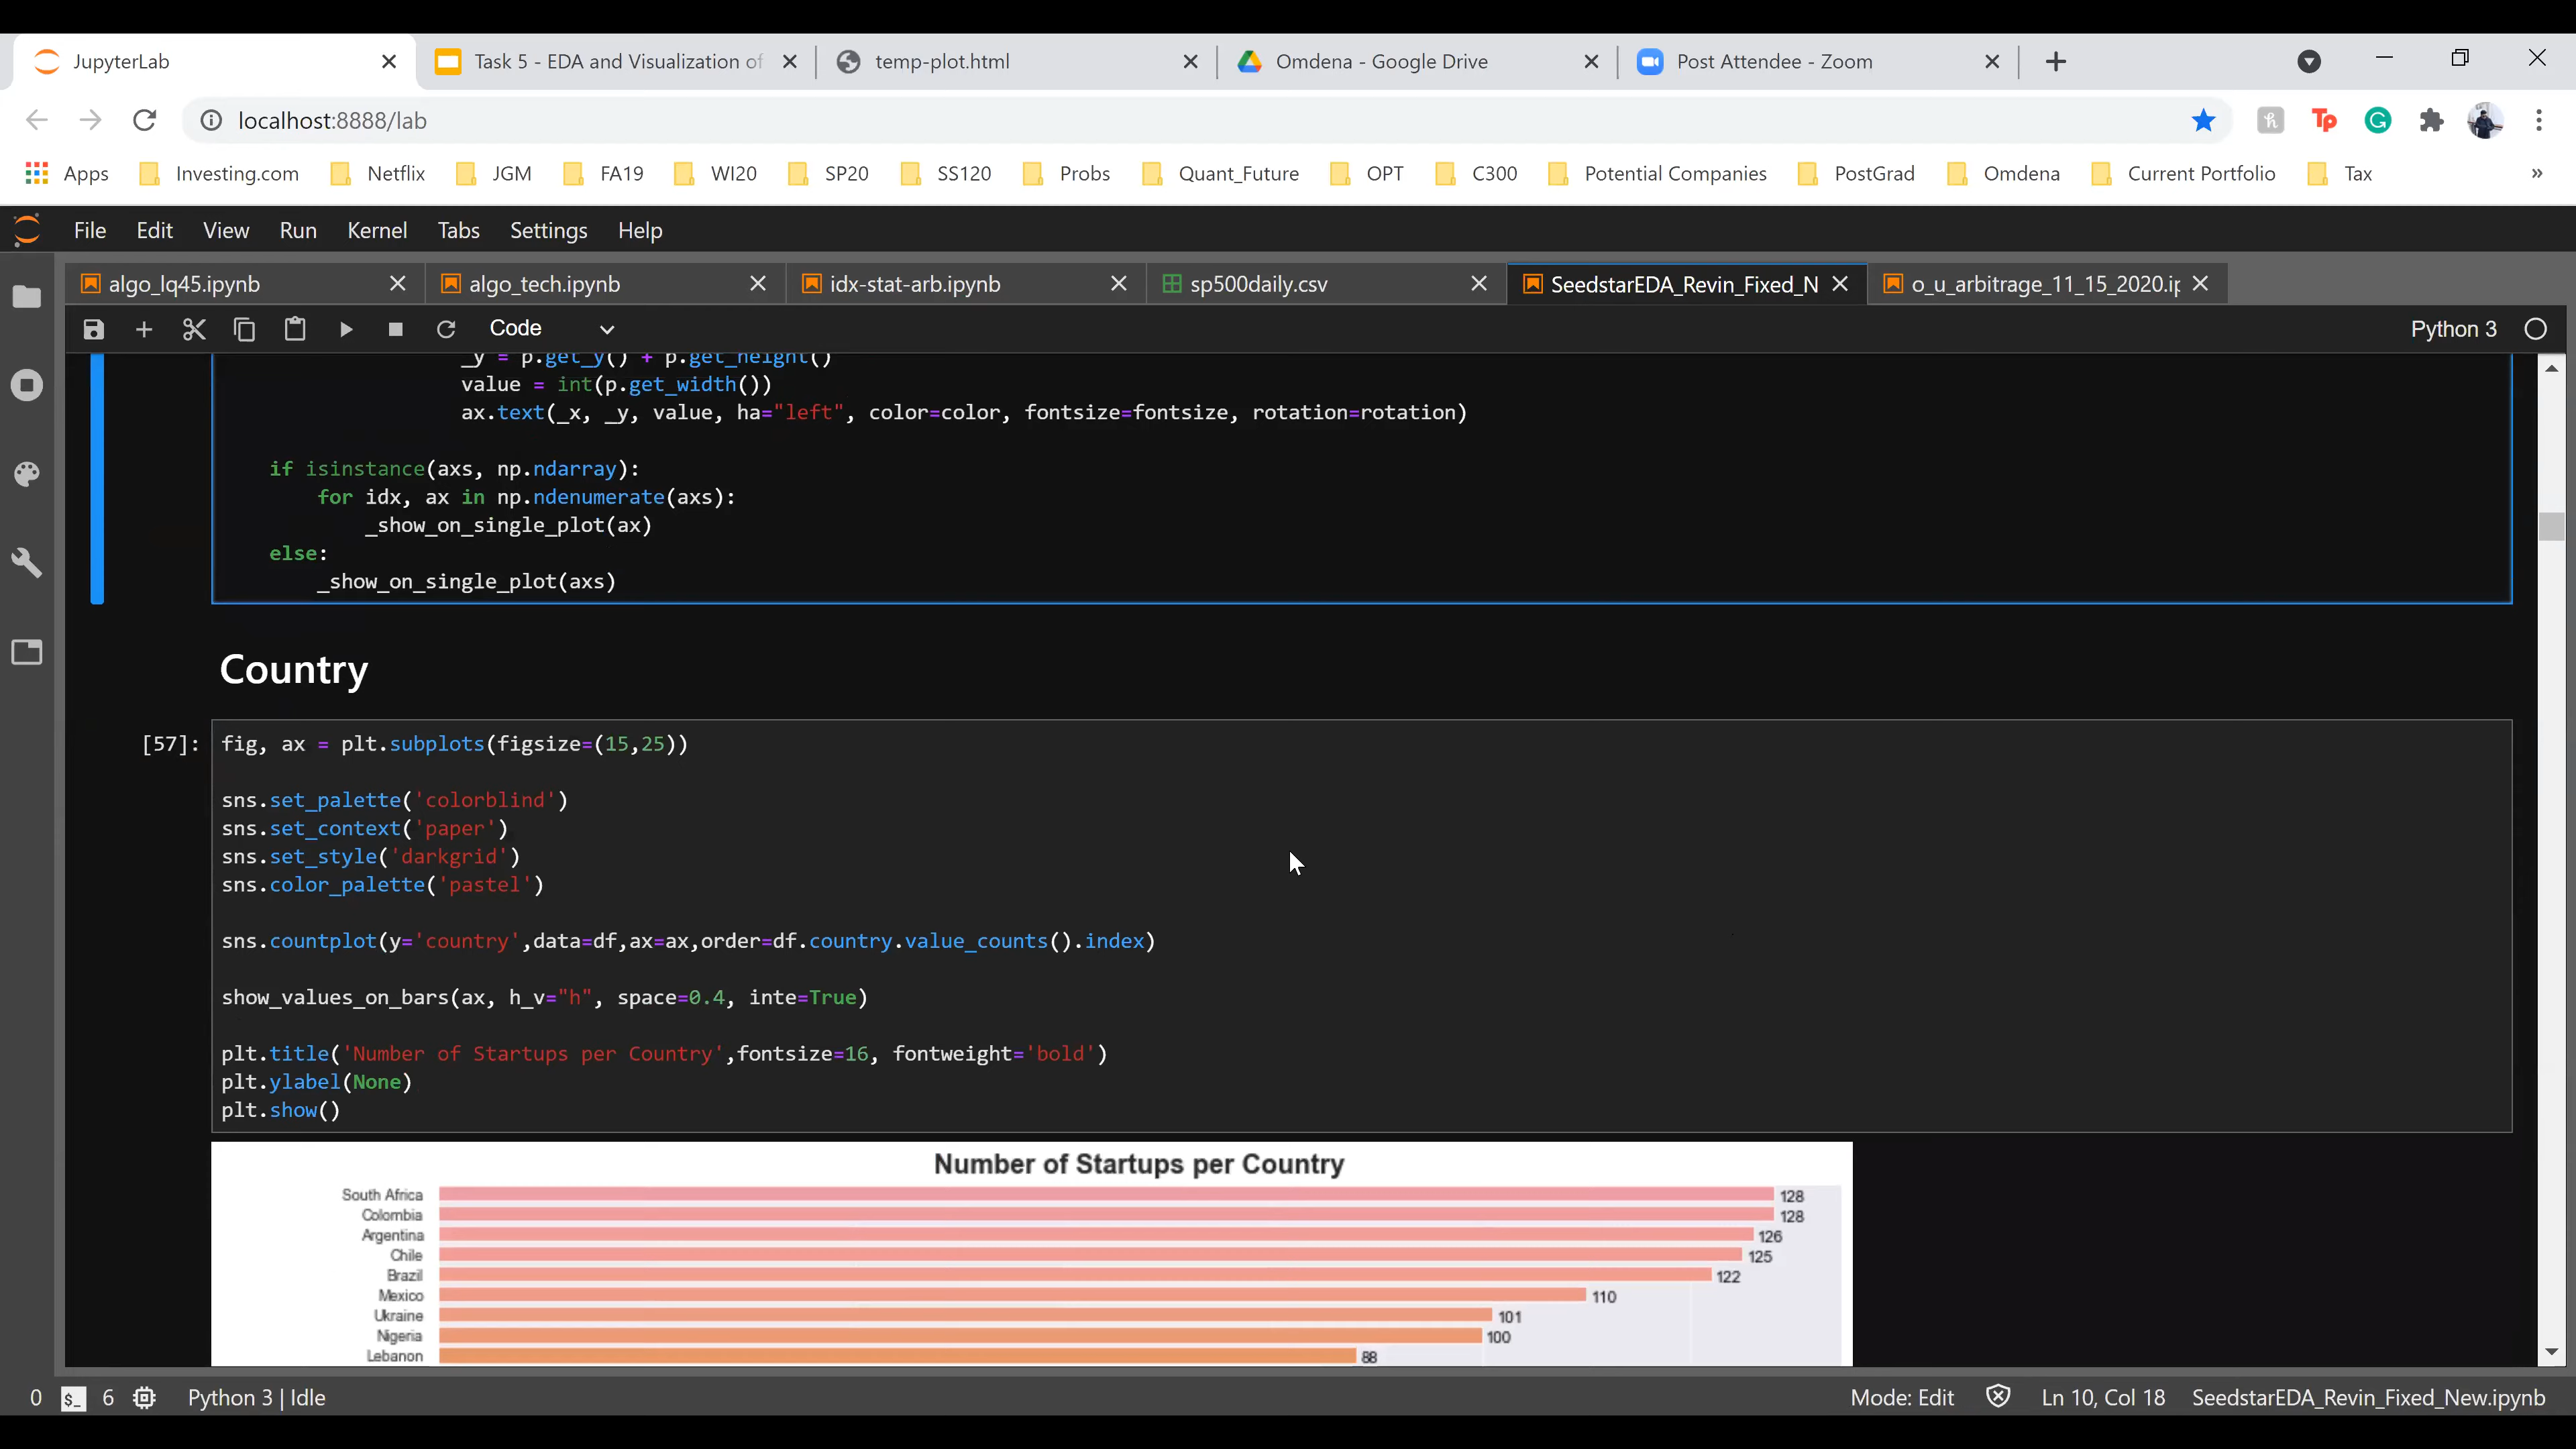 JupyterLab
Task 5 - EDA and Visualization of
temp-plot.html
Omdena - Google Drive
Post Attendee - Zoom
localhost:8888/lab
Apps
Investing.com
Netflix
JGM
FA19
WI20
SP20
SS120
Probs
Quant_Future
OPT
C300
Potential Companies
PostGrad
Omdena
Current Portfolio
Tax
»
File Edit View Run Kernel Tabs Settings Help
algo_lq45.ipynb
algo_tech.ipynb
idx-stat-arb.ipynb
sp500daily.csv
SeedstarEDA_Revin_Fixed_N
o_u_arbitrage_11_15_2020.ip
Code
Python 3
_y = p.get_y() + p.get_height()
value = int(p.get_width())
ax.text(_x, _y, value, ha="left", color=color, fontsize=fontsize, rotation=rotation)
if isinstance(axs, np.ndarray):
for idx, ax in np.ndenumerate(axs):
_show_on_single_plot(ax)
else:
_show_on_single_plot(axs)
Country
[57]: fig, ax = plt.subplots(figsize=(15,25))
sns.set_palette('colorblind')
sns.set_context('paper')
sns.set_style('darkgrid')
sns.color_palette('pastel')
sns.countplot(y='country',data=df,ax=ax,order=df.country.value_counts().index)
show_values_on_bars(ax, h_v="h", space=0.4, inte=True)
plt.title('Number of Startups per Country',fontsize=16, fontweight='bold')
plt.ylabel(None)
plt.show()
Number of Startups per Country
South Africa 128
Colombia 128
Argentina 126
Chile 125
Brazil 122
Mexico 110
Ukraine 101
Nigeria 100
Lebanon 88
0 $_ 6 Python 3 | Idle
Mode: Edit
Ln 10, Col 18
SeedstarEDA_Revin_Fixed_New.ipynb